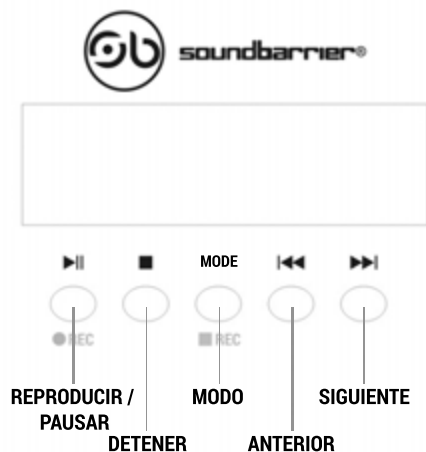 soundbarrier®
MODE
REC
REC
REPRODUCIR /
PAUSAR
MODO
SIGUIENTE
DETENER
ANTERIOR